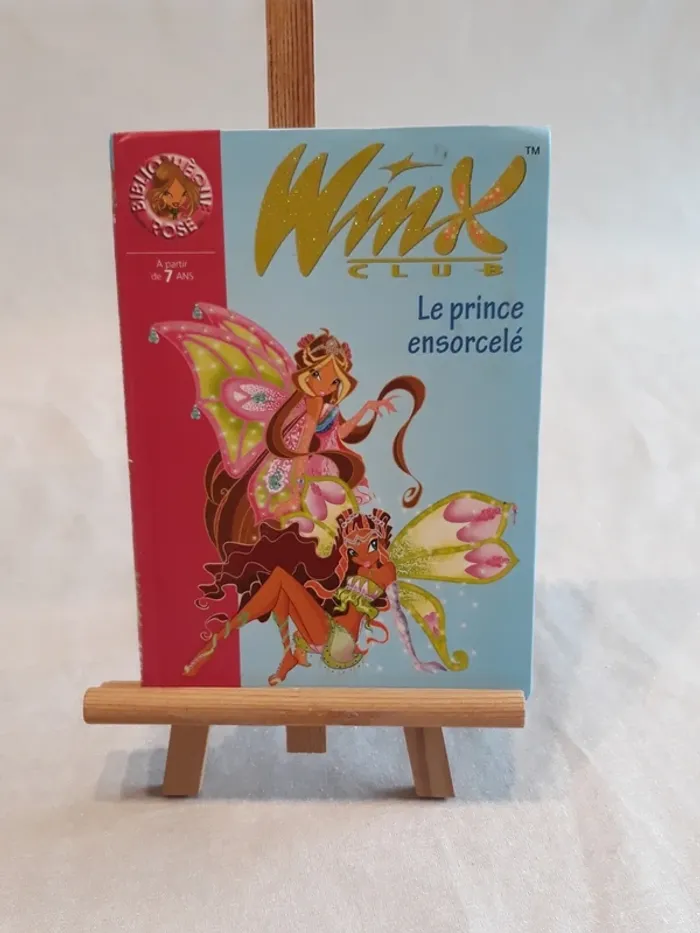 BIBLIOTHÈQUE
ROSE
A partir
de 7 ANS
Winx
TM
CLUB
Le prince
ensorcelé